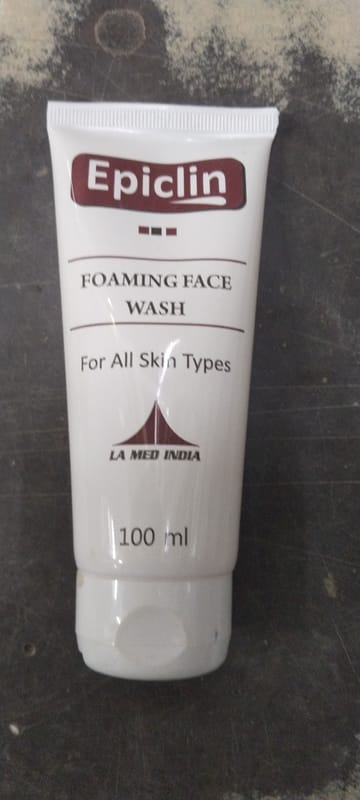 Epiclin
FOAMING FACE
WASH
For All Skin Types
LA MED INDIA
100 ml